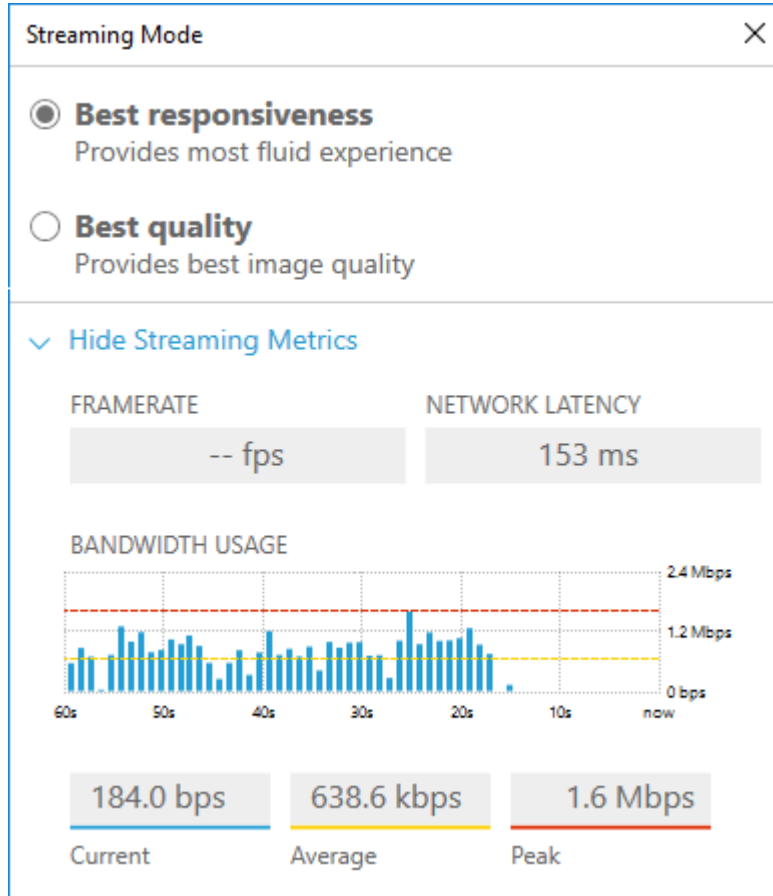 Streaming Mode
Best responsiveness
Provides most fluid experience
Best quality
Provides best image quality
Hide Streaming Metrics
FRAMERATE NETWORK LATENCY
-- fps 153 ms
BANDWIDTH USAGE
2.4 Mbps
1.2 Mbps
0 bps
60s 50s 40s 30s 20s 10s now
184.0 bps 638.6 kbps 1.6 Mbps
Current Average Peak